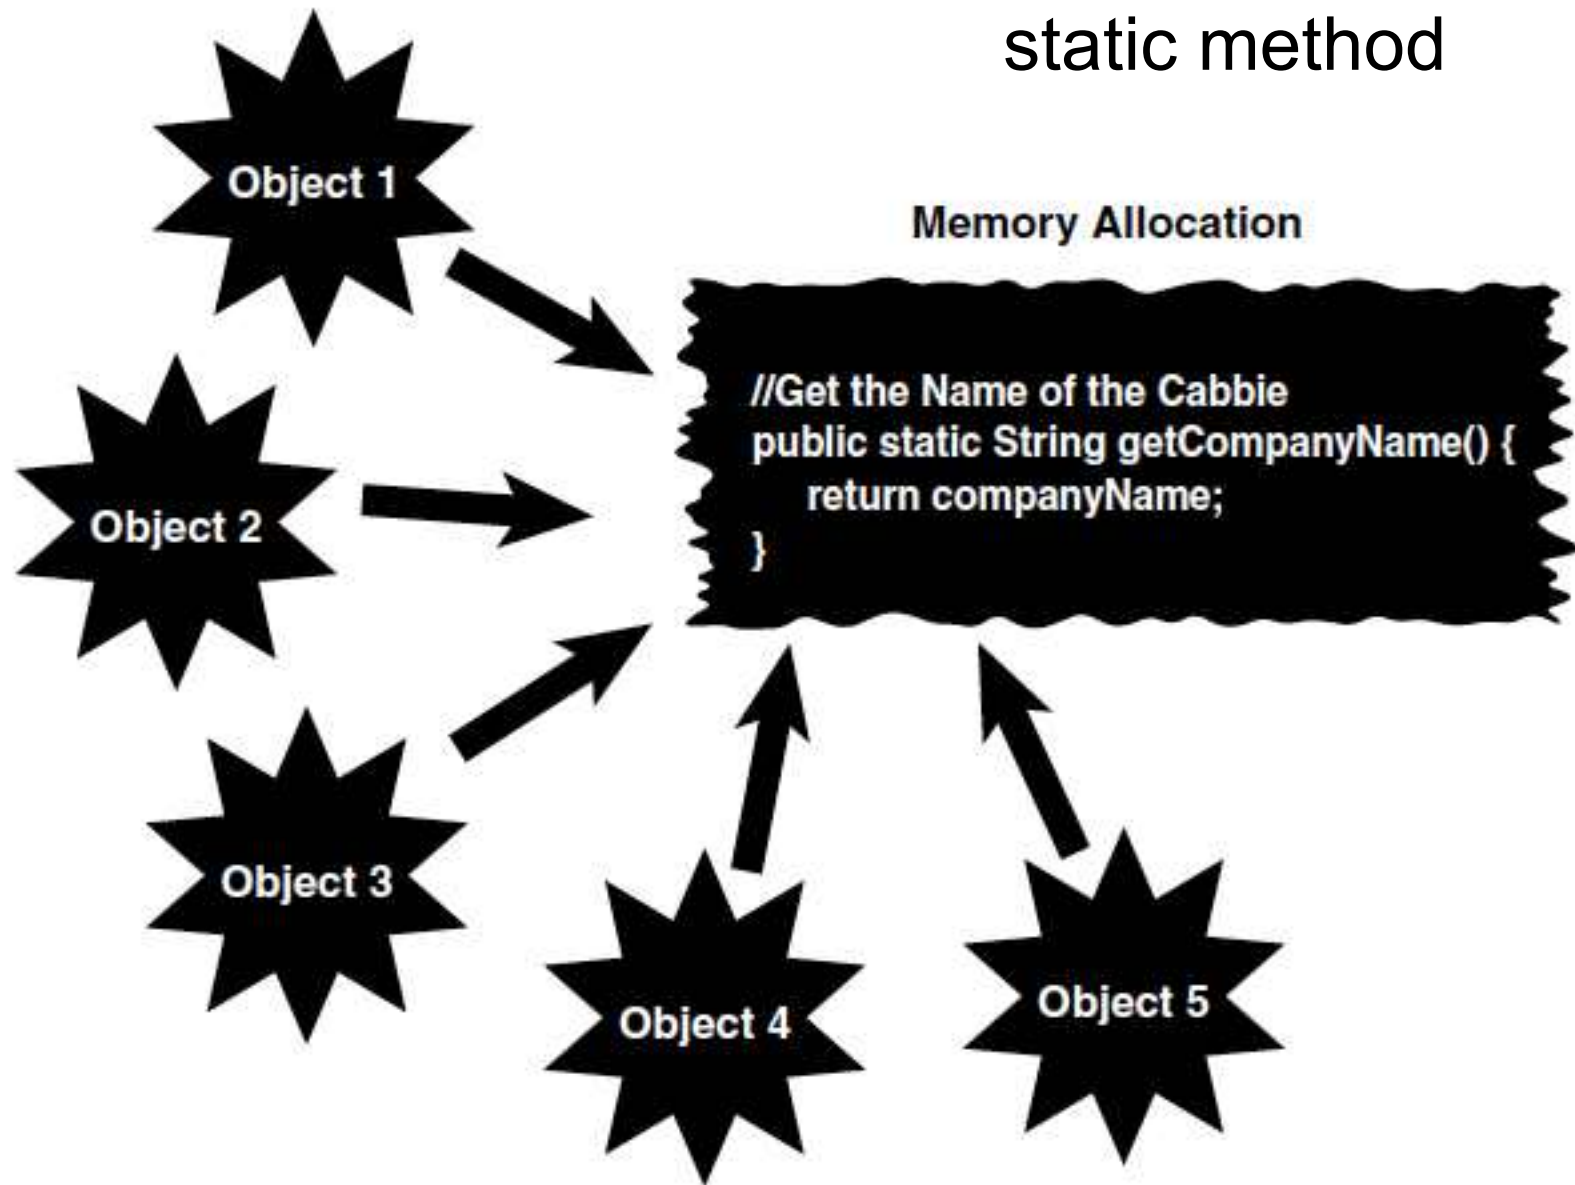 static method
Object 1
Memory Allocation
//Get the Name of the Cabbie
public static String getCompanyName() {
return companyName;
}
Object 2
Object 3
Object 4
Object 5